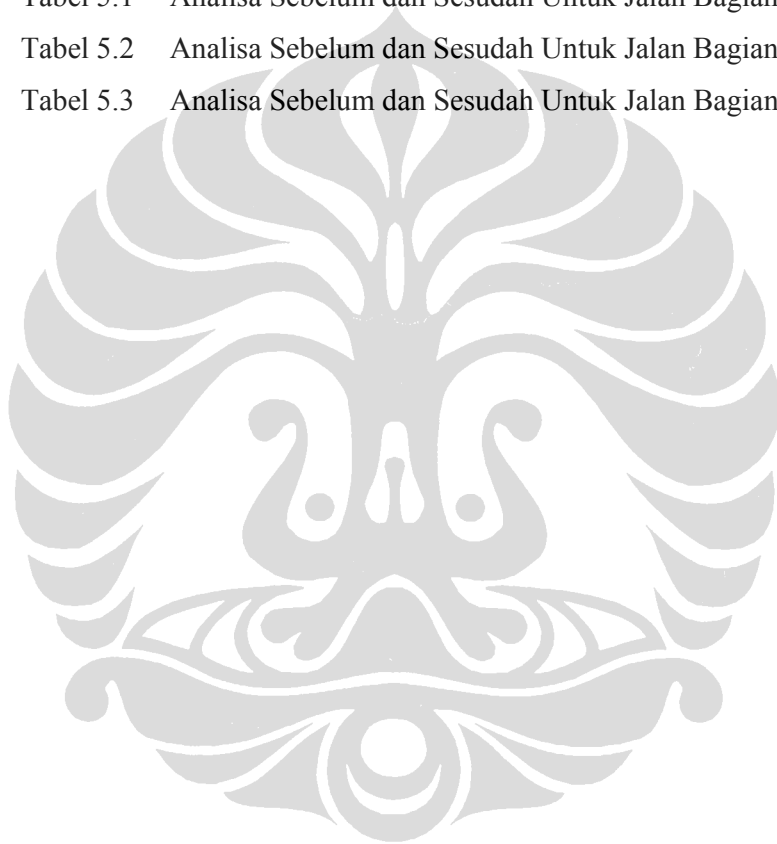 Tabel 5.1 Analisa Sebelum dan Sesudah Untuk Jalan Bagian
Tabel 5.2 Analisa Sebelum dan Sesudah Untuk Jalan Bagian
Tabel 5.3 Analisa Sebelum dan Sesudah Untuk Jalan Bagian